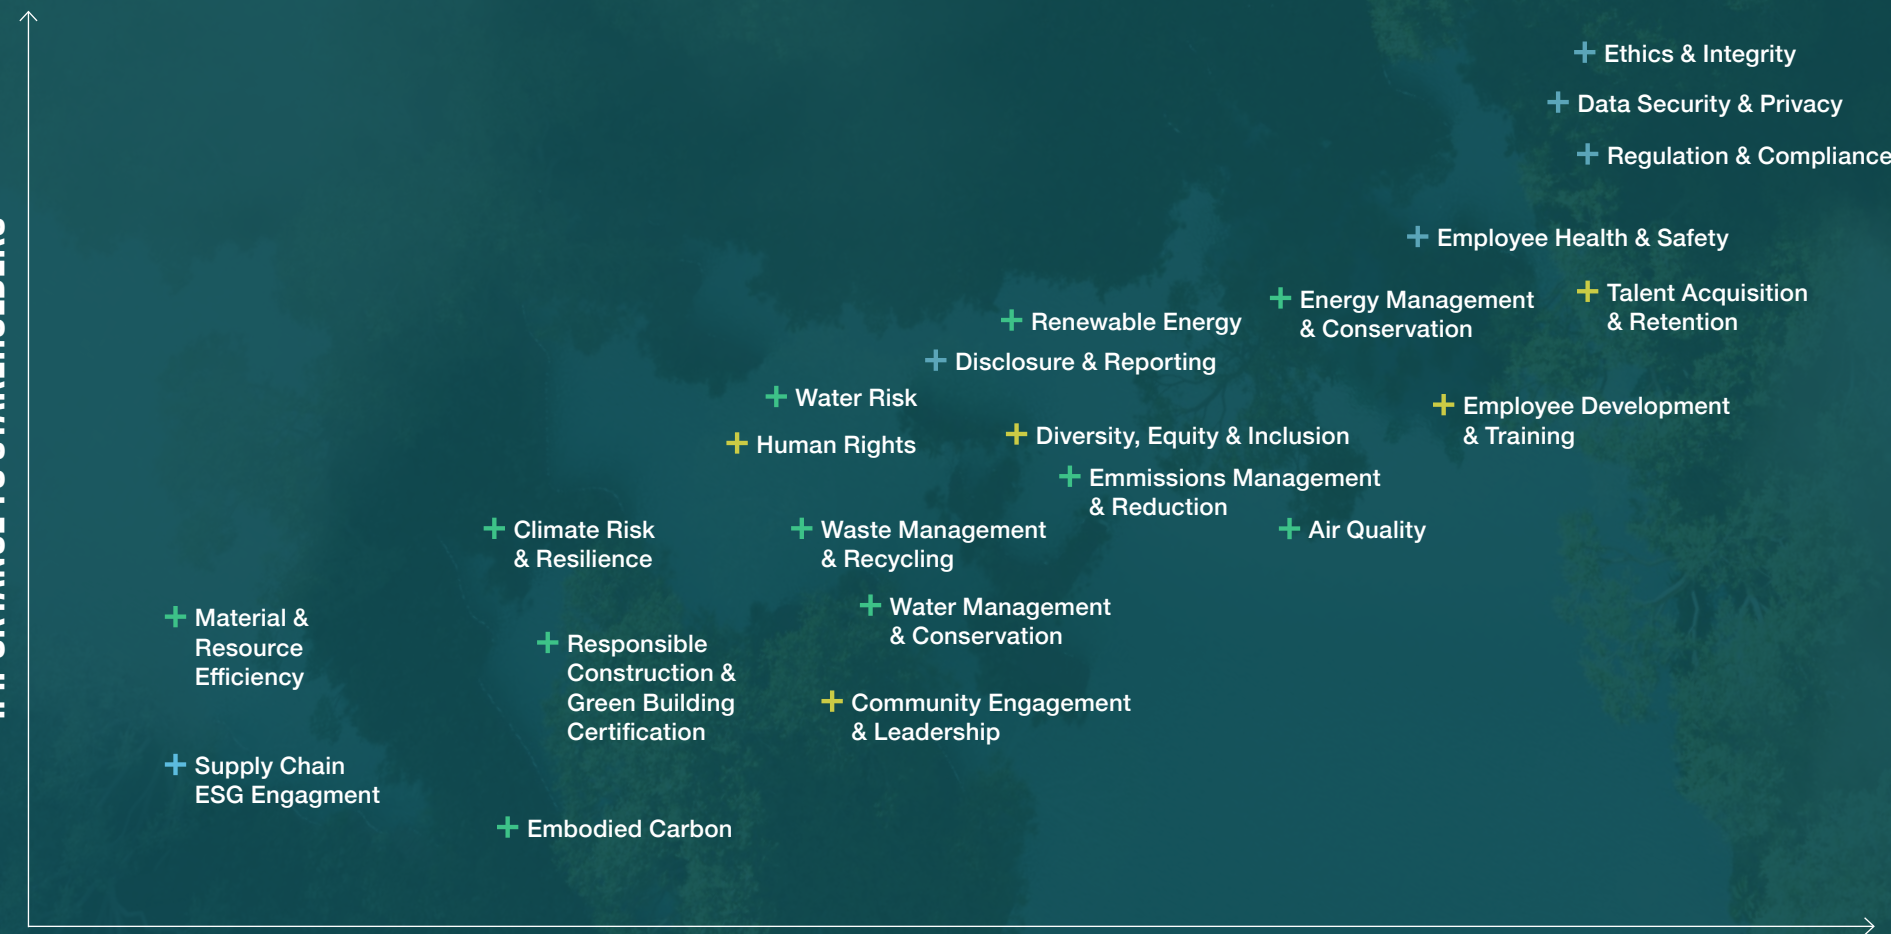 Ethics & Integrity
Data Security & Privacy
Regulation & Compliance
Employee Health & Safety
Talent Acquisition
& Retention
Energy Management
& Conservation
Renewable Energy
Disclosure & Reporting
Water Risk
Employee Development
& Training
Human Rights
Diversity, Equity & Inclusion
Emmissions Management
& Reduction
Climate Risk
& Resilience
Waste Management
& Recycling
Air Quality
Water Management
& Conservation
Material &
Resource
Efficiency
Responsible
Construction &
Green Building
Certification
Community Engagement
& Leadership
Supply Chain
ESG Engagment
Embodied Carbon